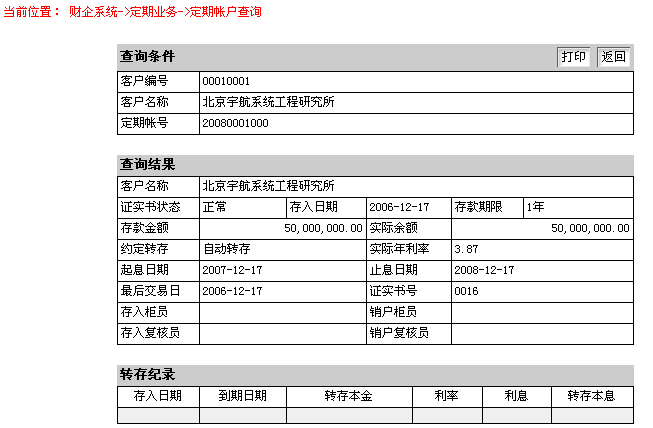 当前位置： 财企系统->定期业务->定期帐户查询
查询条件 打印 返回
客户编号 00010001
客户名称 北京宇航系统工程研究所
定期帐号 20080001000
查询结果
客户名称 北京宇航系统工程研究所
证实书状态 正常 存入日期 2006-12-17 存款期限 1年
存款金额 50,000,000.00 实际余额 50,000,000.00
约定转存 自动转存 实际年利率 3.87
起息日期 2007-12-17 止息日期 2008-12-17
最后交易日 2006-12-17 证实书号 0016
存入柜员 销户柜员
存入复核员 销户复核员
转存纪录
存入日期 到期日期 转存本金 利率 利息 转存本息